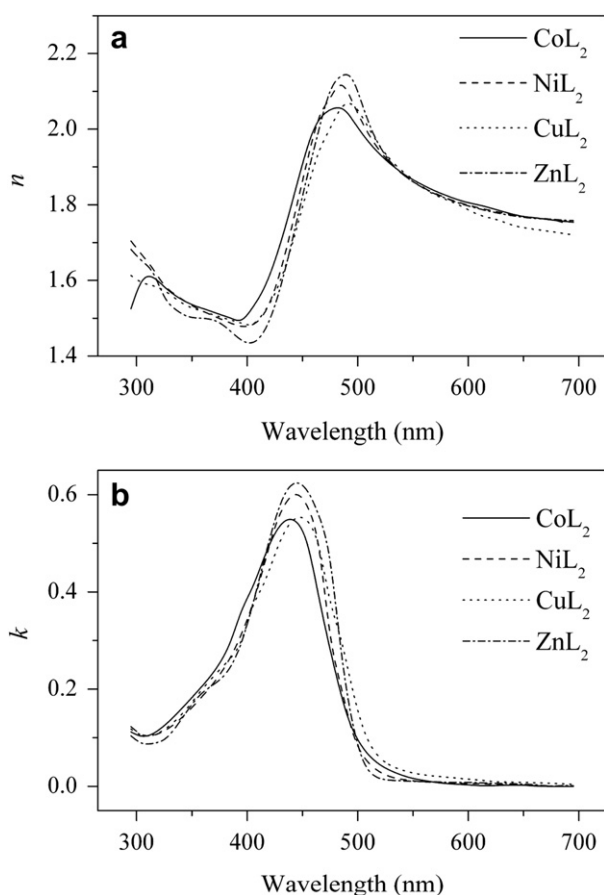 a
CoL₂
NiL₂
CuL₂
ZnL₂
2.2
2.0
1.8
1.6
1.4
n
300 400 500 600 700
Wavelength (nm)
b
CoL₂
NiL₂
CuL₂
ZnL₂
0.6
0.4
0.2
0.0
k
300 400 500 600 700
Wavelength (nm)